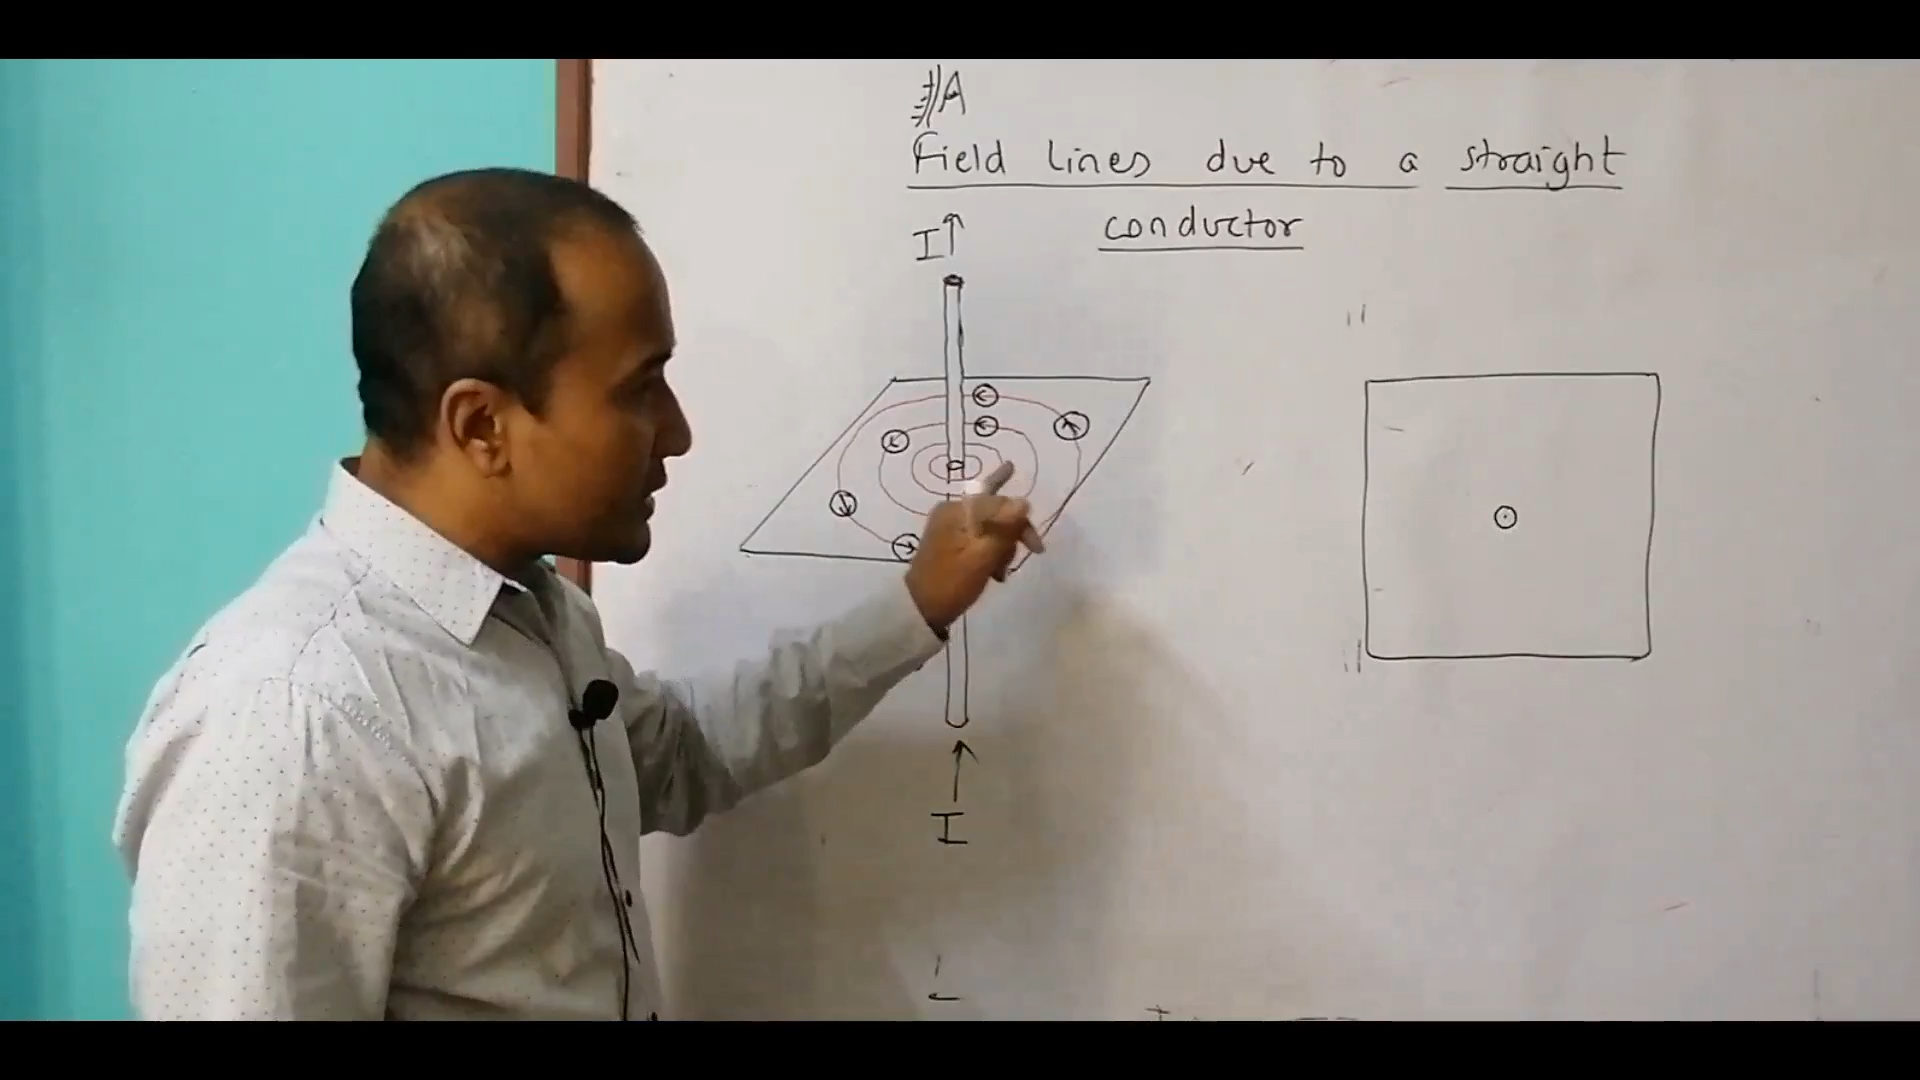 A
Field lines due to a straight
conductor
I
I